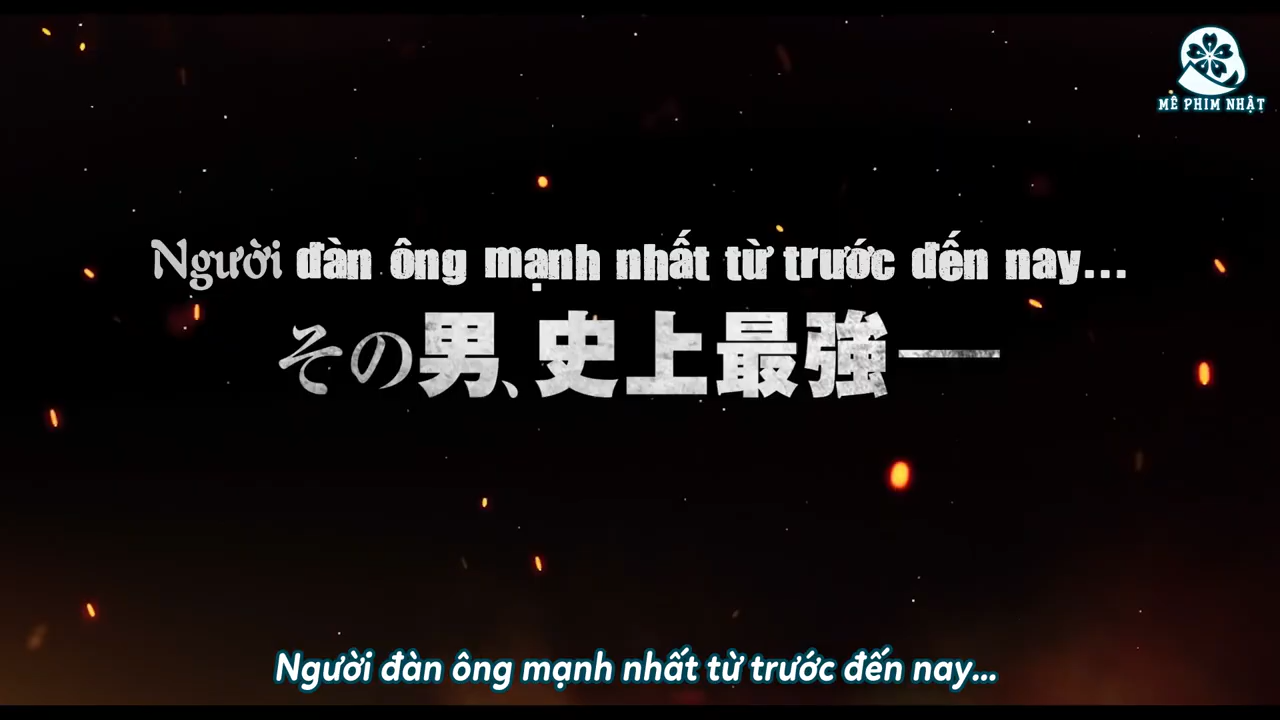 MÊ PHIM NHẬT
Người đàn ông mạnh nhất từ trước đến nay...
その男、史上最強―
Người đàn ông mạnh nhất từ trước đến nay...